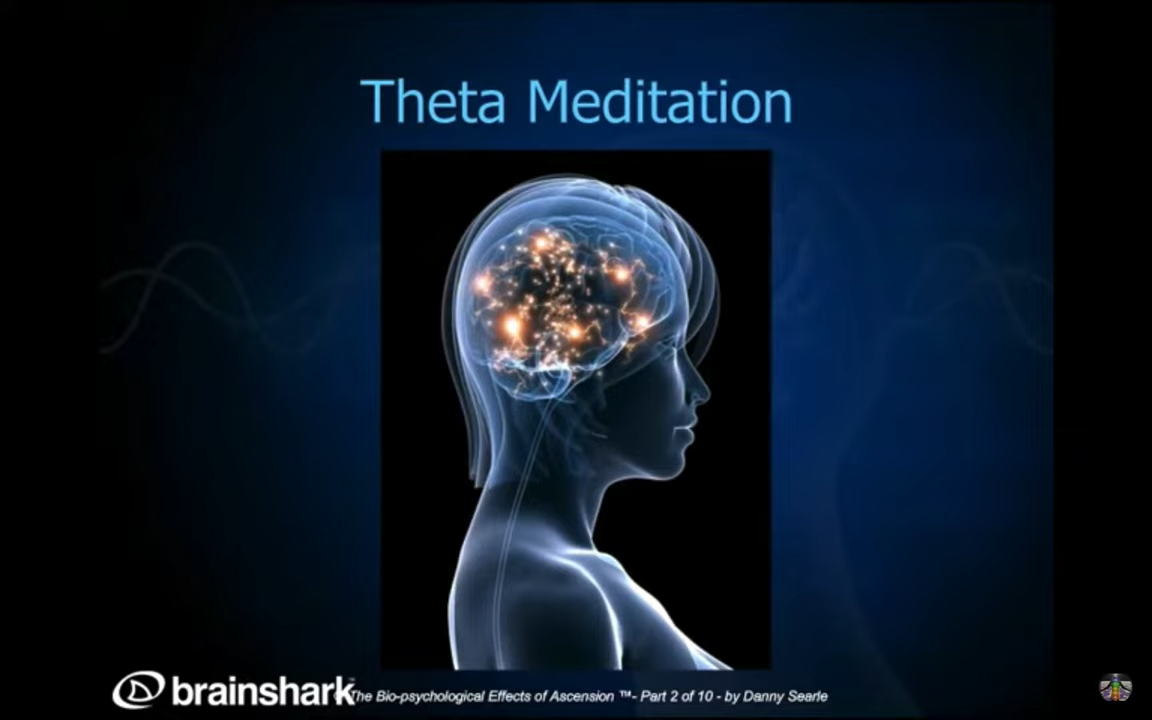 Theta Meditation
brainshark
The Bio-psychological Effects of Ascension ™- Part 2 of 10 - by Danny Searle